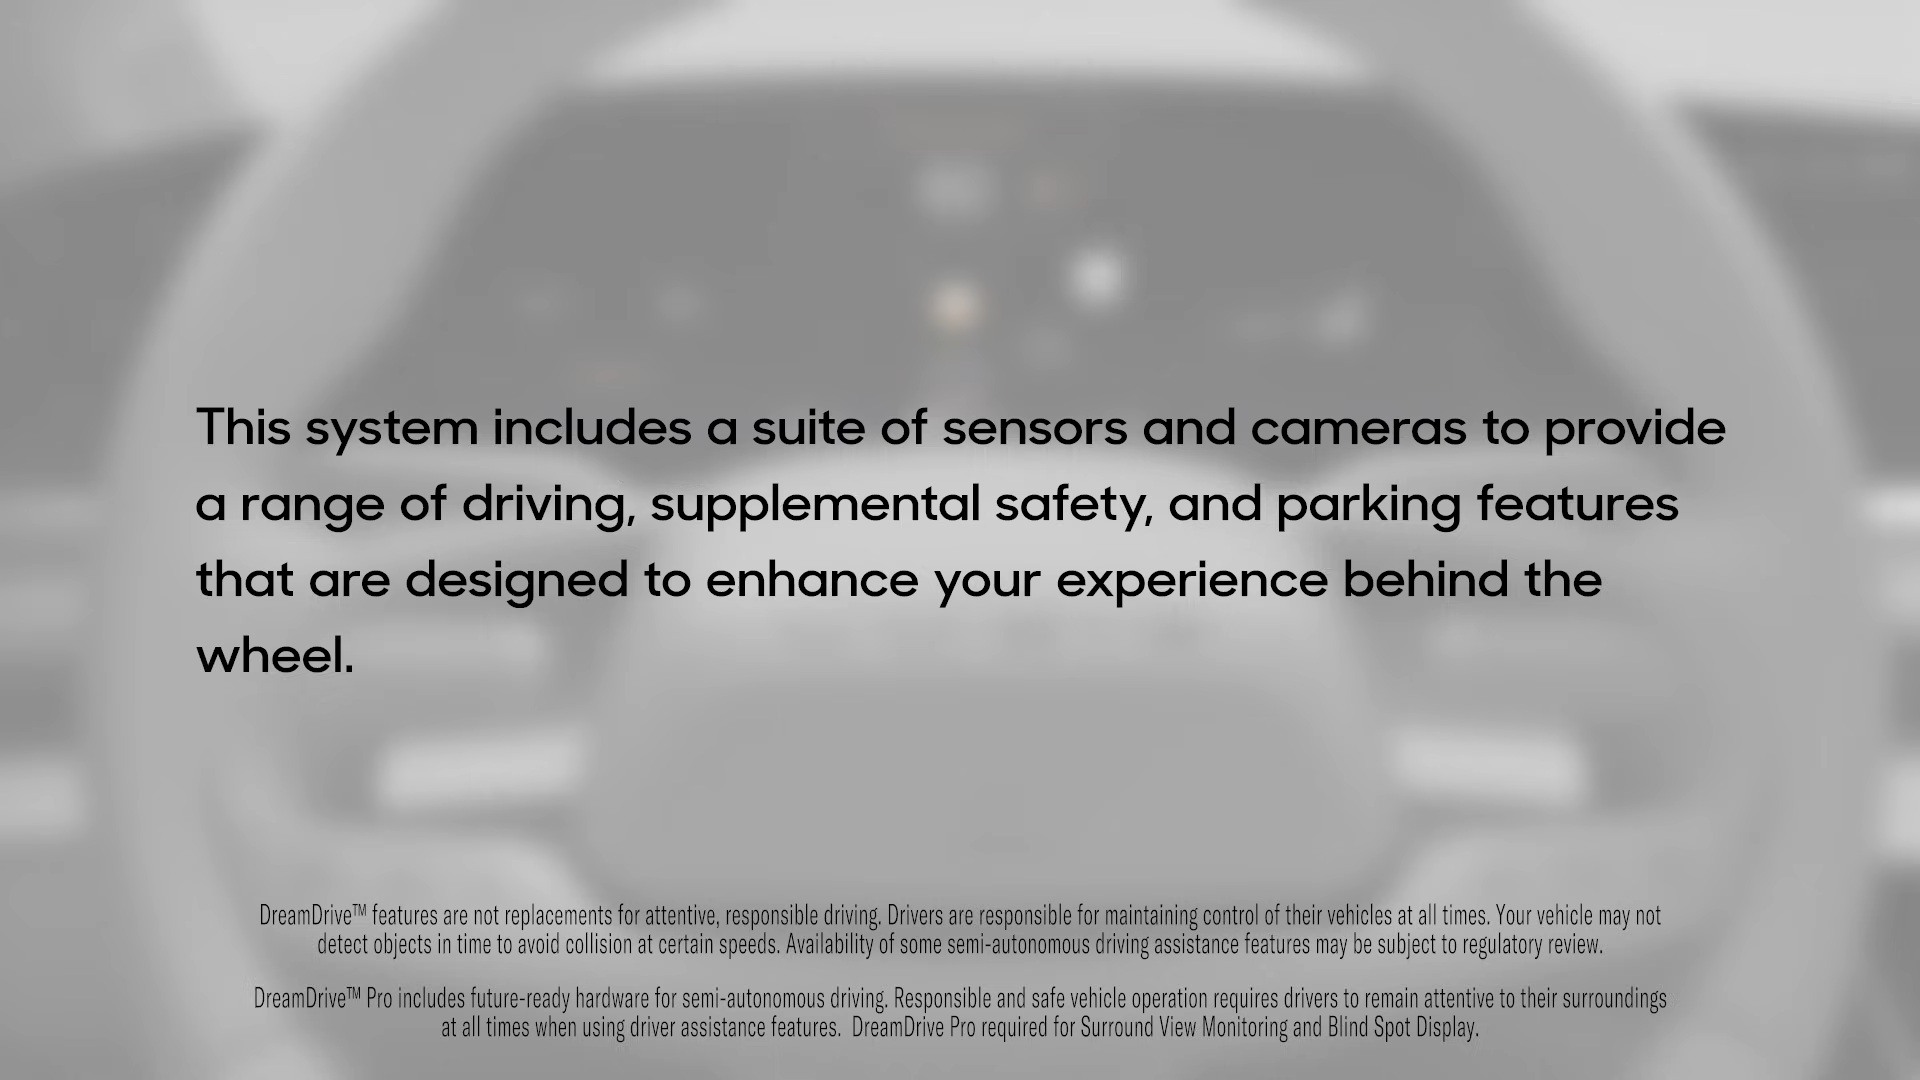 This system includes a suite of sensors and cameras to provide
a range of driving, supplemental safety, and parking features
that are designed to enhance your experience behind the
wheel.
DreamDrive™ features are not replacements for attentive, responsible driving. Drivers are responsible for maintaining control of their vehicles at all times. Your vehicle may not
detect objects in time to avoid collision at certain speeds. Availability of some semi-autonomous driving assistance features may be subject to regulatory review.
DreamDrive™ Pro includes future-ready hardware for semi-autonomous driving. Responsible and safe vehicle operation requires drivers to remain attentive to their surroundings
at all times when using driver assistance features. DreamDrive Pro required for Surround View Monitoring and Blind Spot Display.